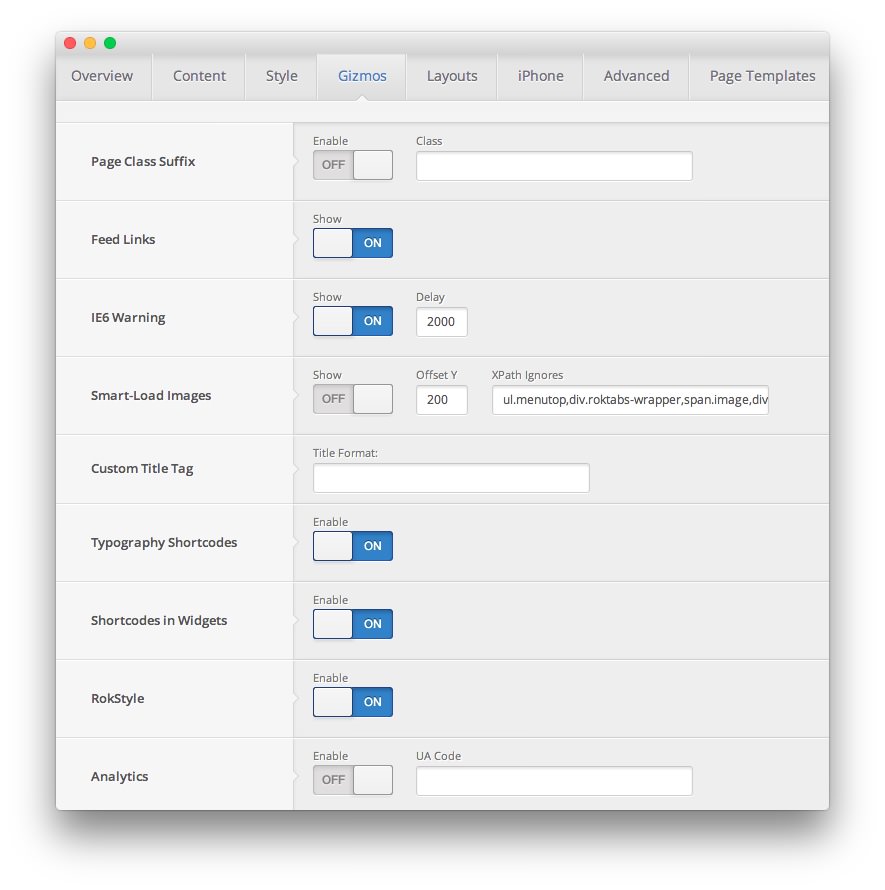 Overview Content Style Gizmos Layouts iPhone Advanced Page Templates
Page Class Suffix
Enable Class
OFF
Feed Links
Show
ON
IE6 Warning
Show Delay
ON 2000
Smart-Load Images
Show Offset Y XPath Ignores
OFF 200 ul.menutop,div.roktabs-wrapper,span.image,div
Custom Title Tag
Title Format:
Typography Shortcodes
Enable
ON
Shortcodes in Widgets
Enable
ON
RokStyle
Enable
ON
Analytics
Enable UA Code
OFF